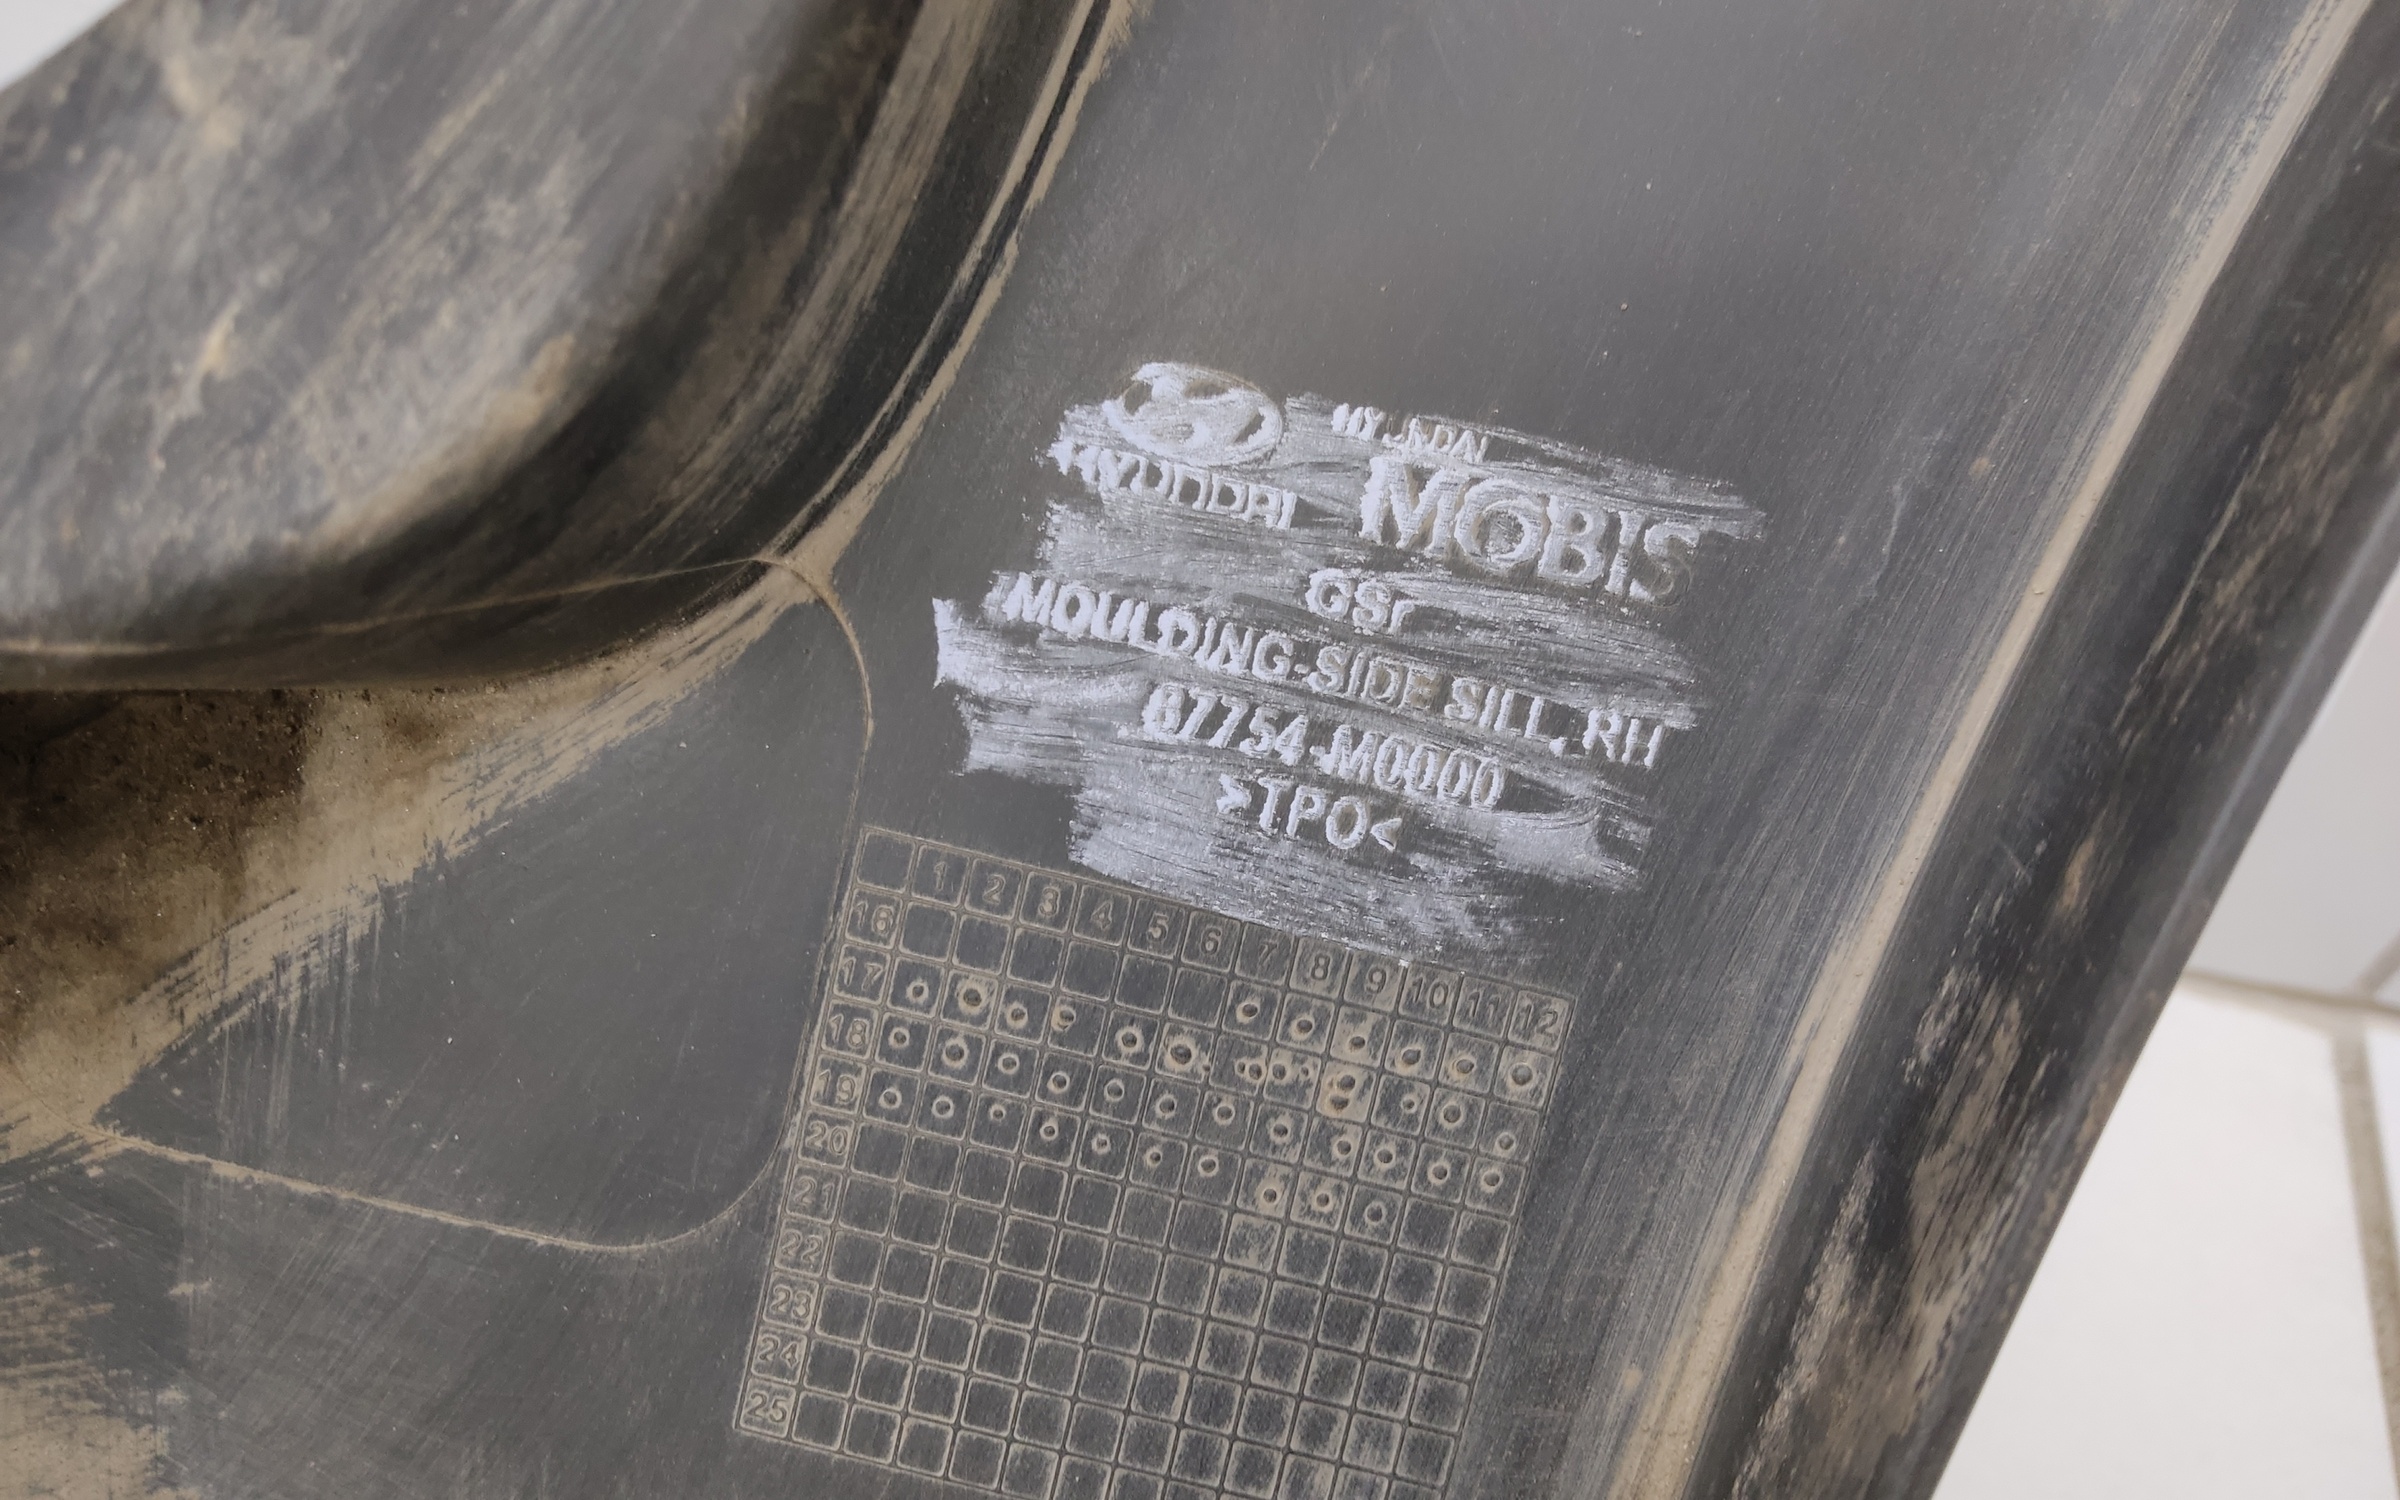 HYUNDAI
HYUNDAI MOBIS
GSr
MOULDING-SIDE SILL, RH
87754-M0000
>TPO<
1 2 3 4 5 6 7 8 9 10 11 12
16
17
18
19
20
21
22
23
24
25